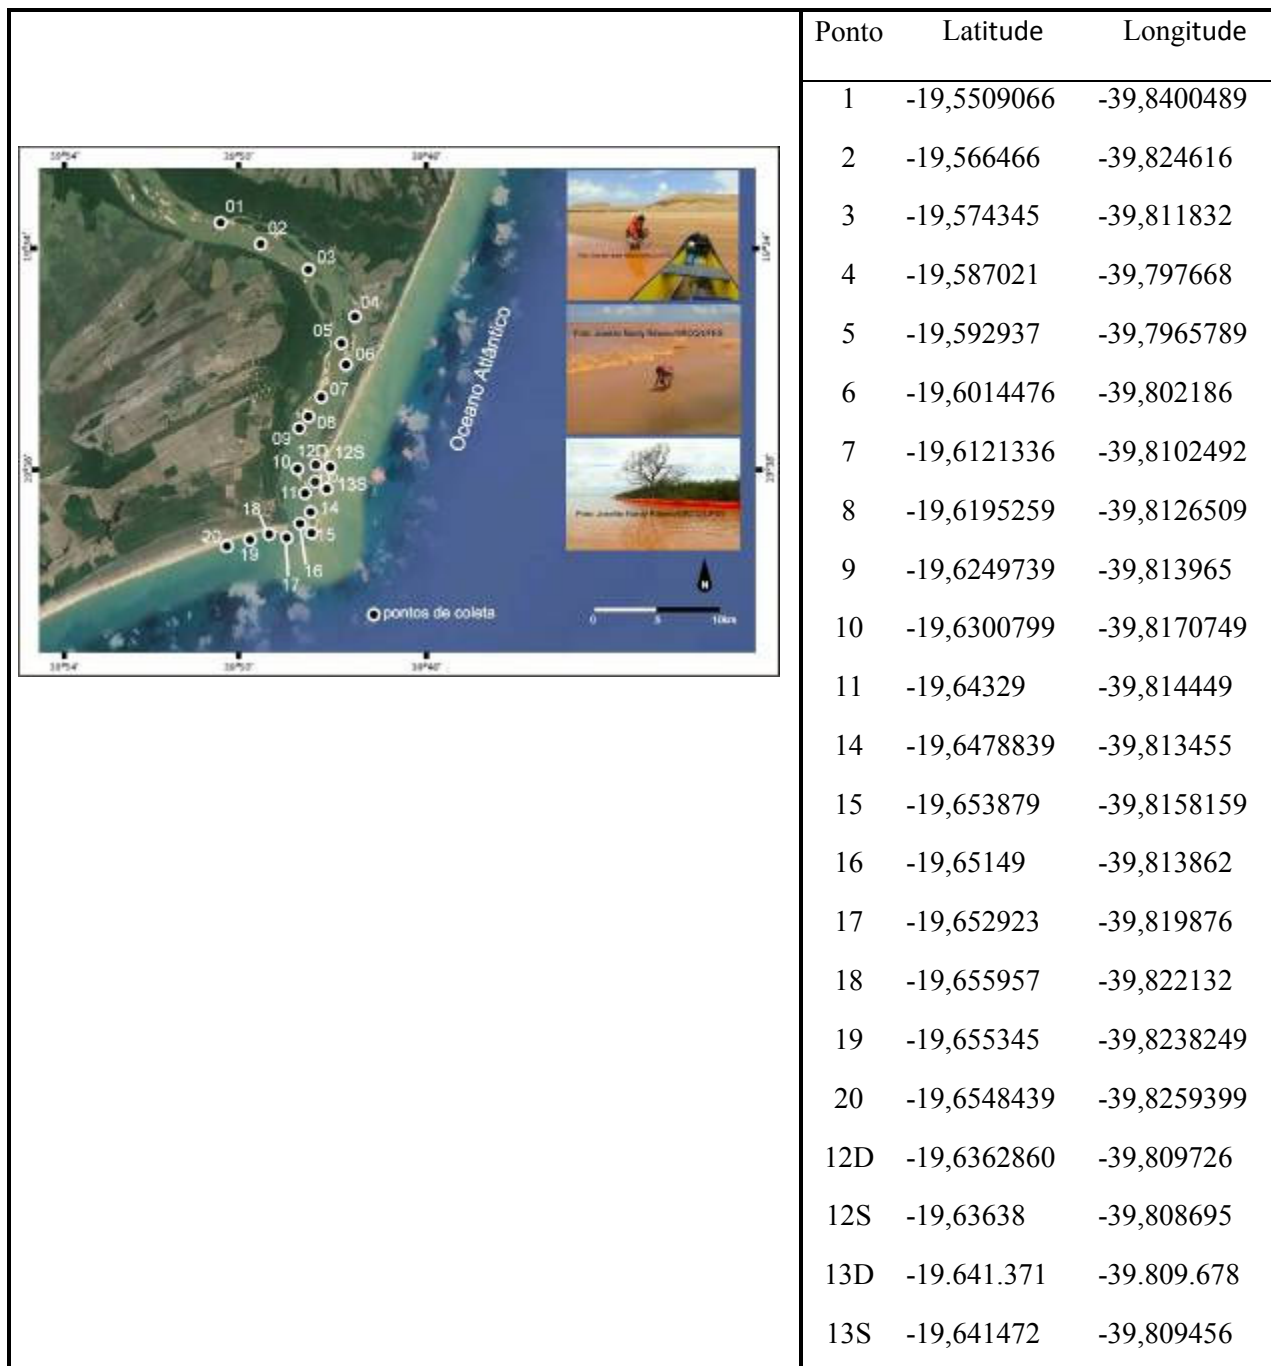 Ponto Latitude Longitude
1 -19,5509066 -39,8400489
2 -19,566466 -39,824616
3 -19,574345 -39,811832
4 -19,587021 -39,797668
5 -19,592937 -39,7965789
6 -19,6014476 -39,802186
7 -19,6121336 -39,8102492
8 -19,6195259 -39,8126509
9 -19,6249739 -39,813965
10 -19,6300799 -39,8170749
11 -19,64329 -39,814449
14 -19,6478839 -39,813455
15 -19,653879 -39,8158159
16 -19,65149 -39,813862
17 -19,652923 -39,819876
18 -19,655957 -39,822132
19 -19,655345 -39,8238249
20 -19,6548439 -39,8259399
12D -19,6362860 -39,809726
12S -19,63638 -39,808695
13D -19.641.371 -39.809.678
13S -19,641472 -39,809456
01
02
03
04
05
06
07
08
09
12D 12S
10
13S
11
14
18
15
20
19
16
17
Oceano Atlântico
pontos de coleta
N
0 5 10km